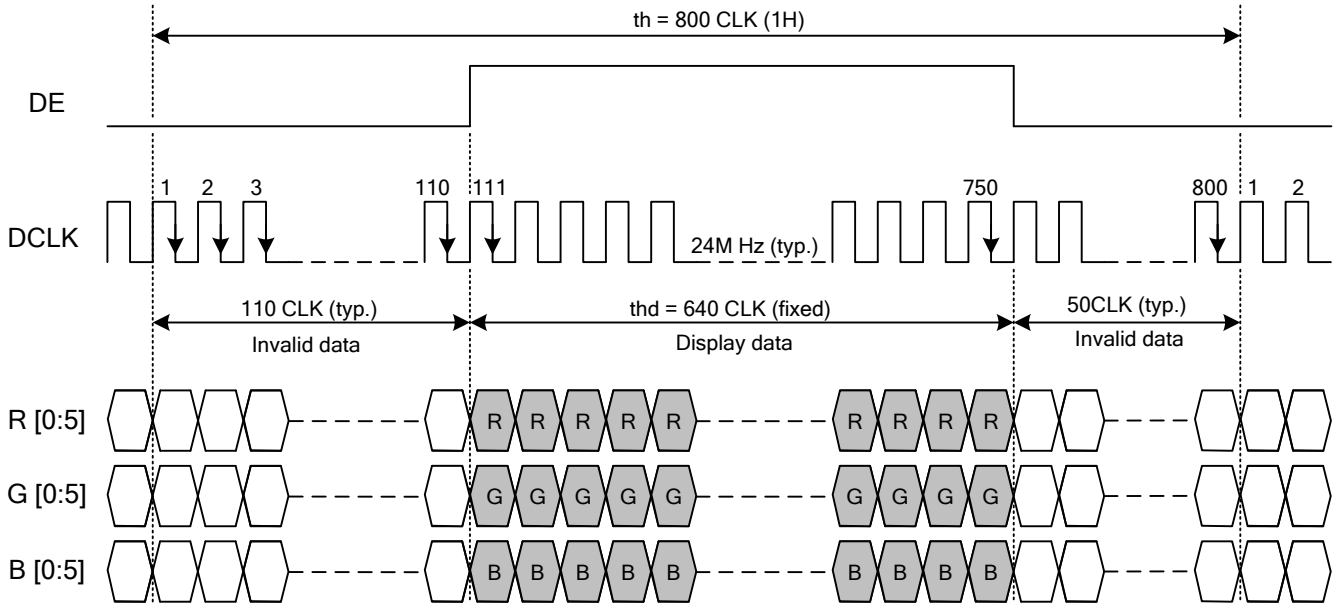 th = 800 CLK (1H)
DE
1 2 3 110 111 750 800 1 2
DCLK
24M Hz (typ.)
110 CLK (typ.) thd = 640 CLK (fixed) 50CLK (typ.)
Invalid data Display data Invalid data
R [0:5] R R R R R R R R R
G [0:5] G G G G G G G G G
B [0:5] B B B B B B B B B